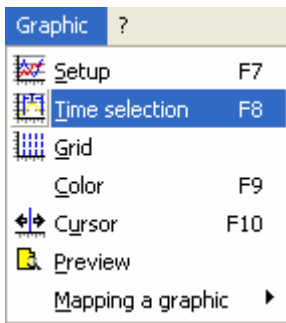 Graphic ?
Setup F7
Time selection F8
Grid
Color F9
Cursor F10
Preview
Mapping a graphic